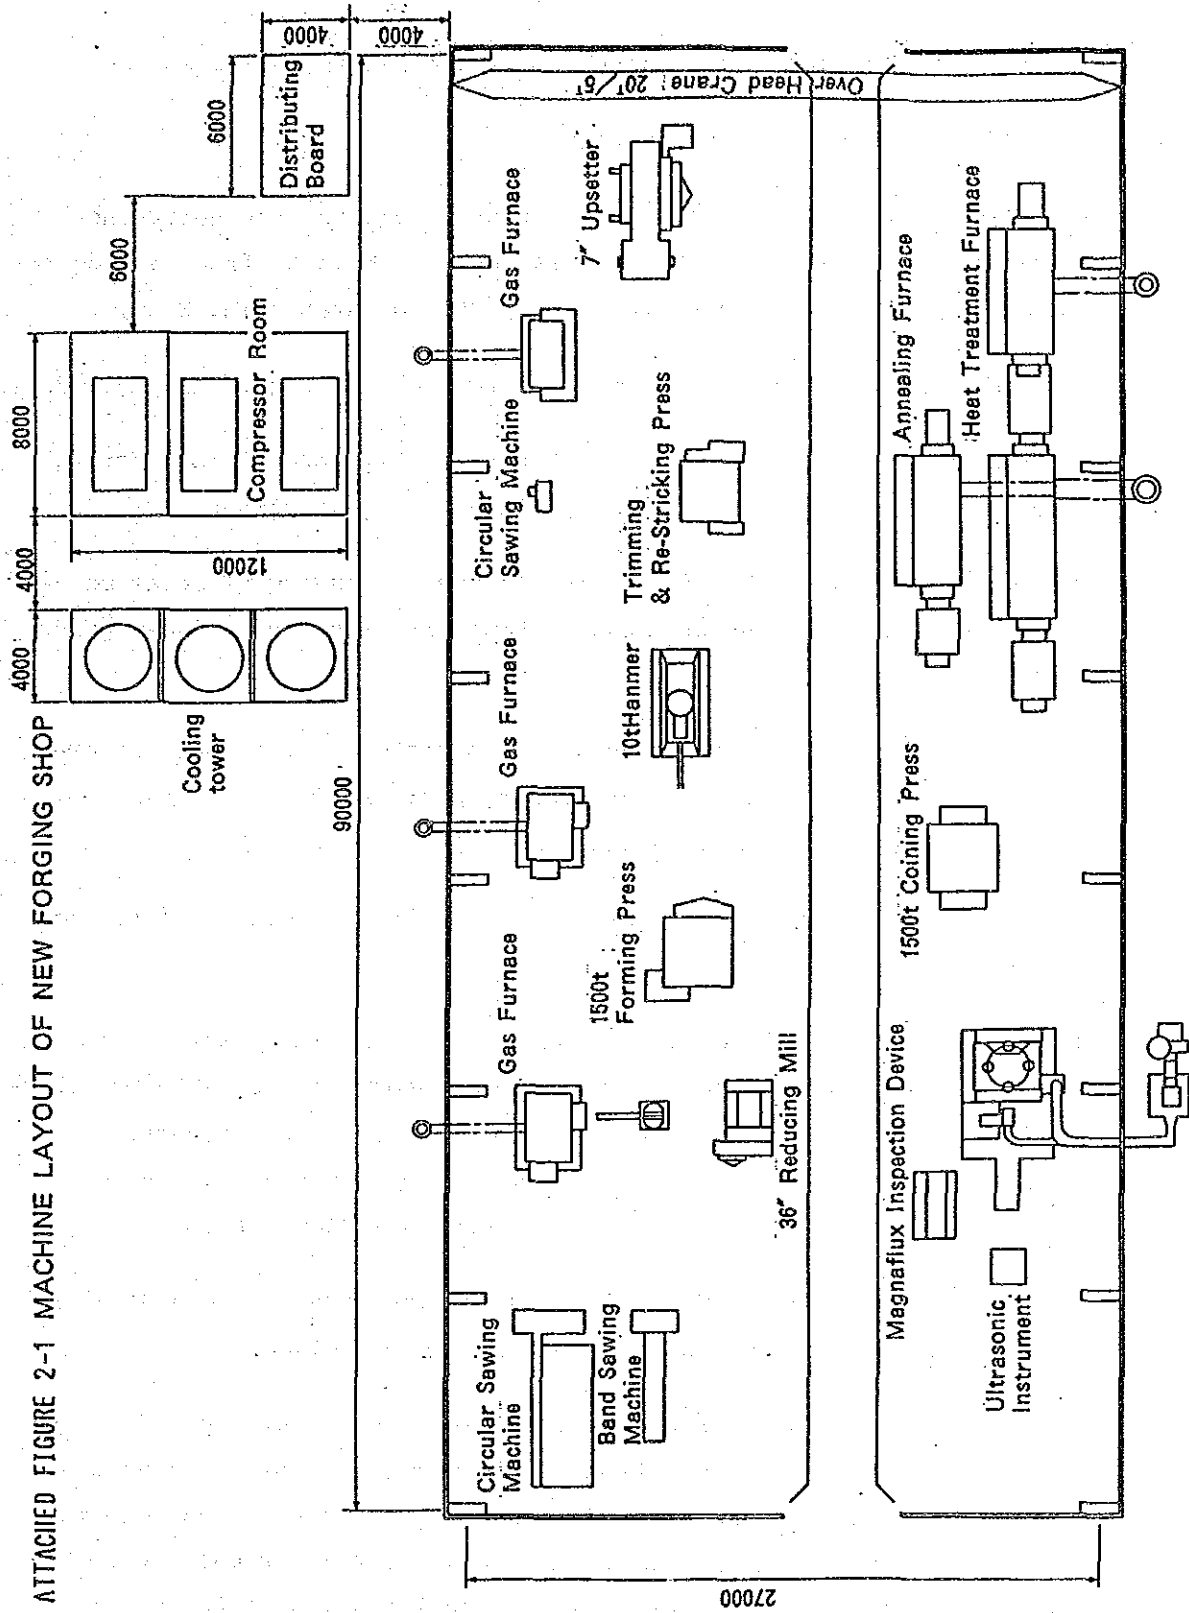 ATTACHED FIGURE 2-1 MACHINE LAYOUT OF NEW FORGING SHOP
4000
4000
8000
6000
6000
4000
4000
12000
90000
27000
Cooling
tower
Compressor Room
Distributing
Board
Circular Sawing
Machine
Band Sawing
Machine
Gas Furnace
36″ Reducing Mill
1500t
Forming Press
Gas Furnace
10tHanmer
Circular
Sawing Machine
Trimming
& Re-Stricking Press
Gas Furnace
7″ Upsetter
Over Head Crane: 20T/5T
Ultrasonic
Instrument
Magnaflux Inspection Device
1500t Coining Press
Annealing Furnace
Heat Treatment Furnace